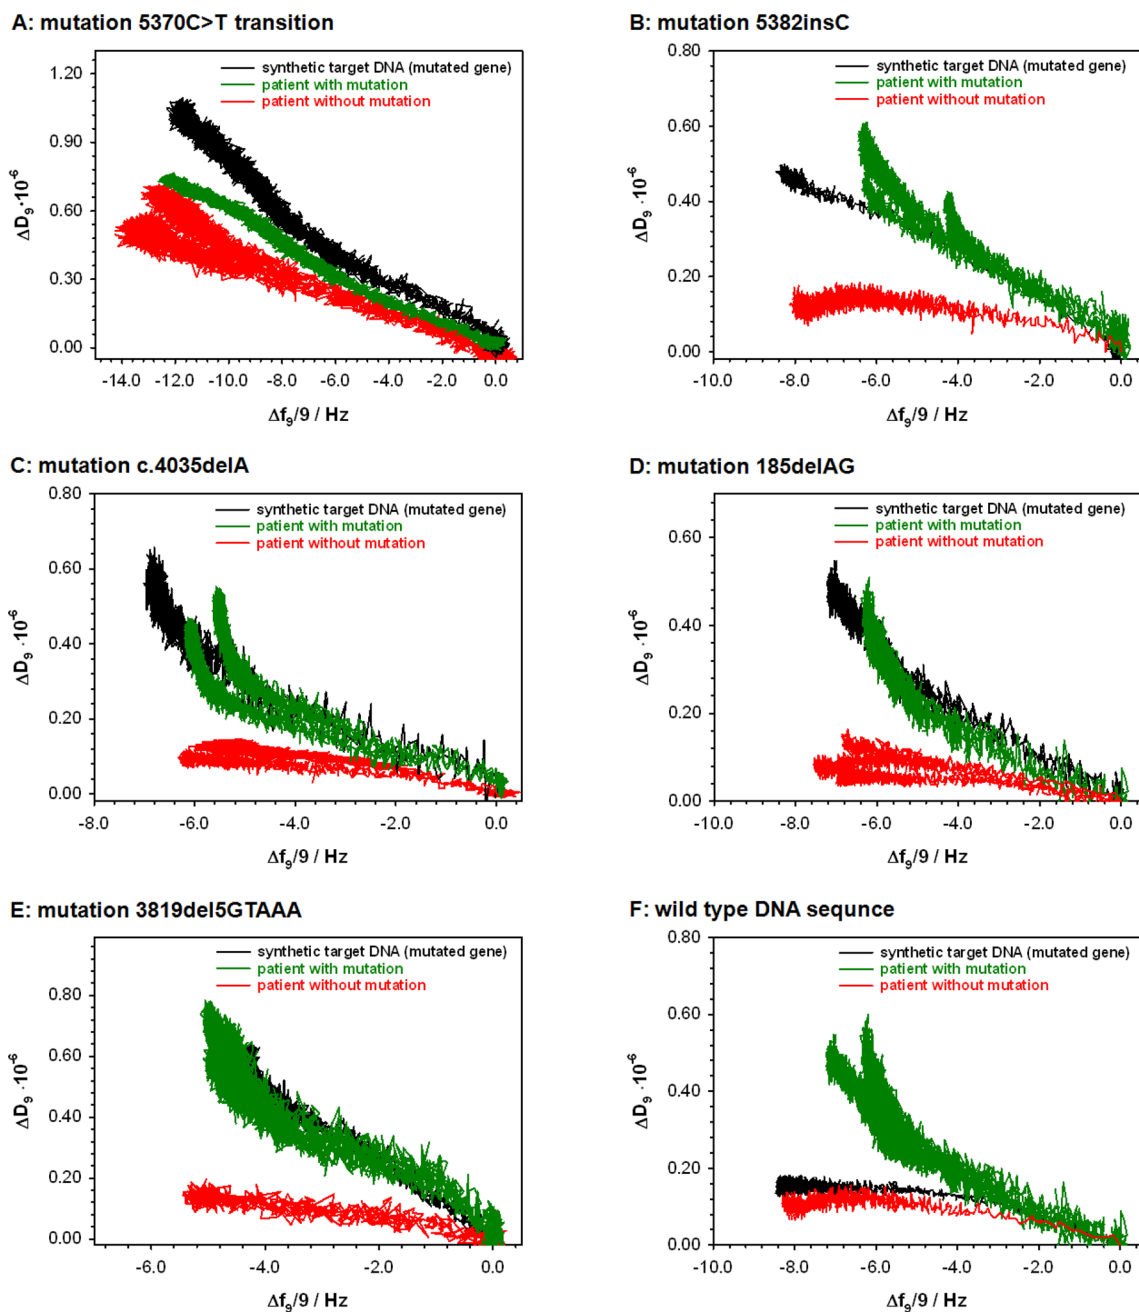 A: mutation 5370C>T transition
synthetic target DNA (mutated gene)
patient with mutation
patient without mutation
1.20
0.90
0.60
0.30
0.00
ΔD₉ ·10⁻⁶
-14.0 -12.0 -10.0 -8.0 -6.0 -4.0 -2.0 0.0
Δf₉/9 / Hz
B: mutation 5382insC
synthetic target DNA (mutated gene)
patient with mutation
patient without mutation
0.80
0.60
0.40
0.20
0.00
ΔD₉ ·10⁻⁶
-10.0 -8.0 -6.0 -4.0 -2.0 0.0
Δf₉/9 / Hz
C: mutation c.4035delA
synthetic target DNA (mutated gene)
patient with mutation
patient without mutation
0.80
0.60
0.40
0.20
0.00
ΔD₉ ·10⁻⁶
-8.0 -6.0 -4.0 -2.0 0.0
Δf₉/9 / Hz
D: mutation 185delAG
synthetic target DNA (mutated gene)
patient with mutation
patient without mutation
0.60
0.40
0.20
0.00
ΔD₉ ·10⁻⁶
-10.0 -8.0 -6.0 -4.0 -2.0 0.0
Δf₉/9 / Hz
E: mutation 3819del5GTAAA
synthetic target DNA (mutated gene)
patient with mutation
patient without mutation
0.80
0.60
0.40
0.20
0.00
ΔD₉ ·10⁻⁶
-6.0 -4.0 -2.0 0.0
Δf₉/9 / Hz
F: wild type DNA sequnce
synthetic target DNA (mutated gene)
patient with mutation
patient without mutation
0.80
0.60
0.40
0.20
0.00
ΔD₉ ·10⁻⁶
-10.0 -8.0 -6.0 -4.0 -2.0 0.0
Δf₉/9 / Hz